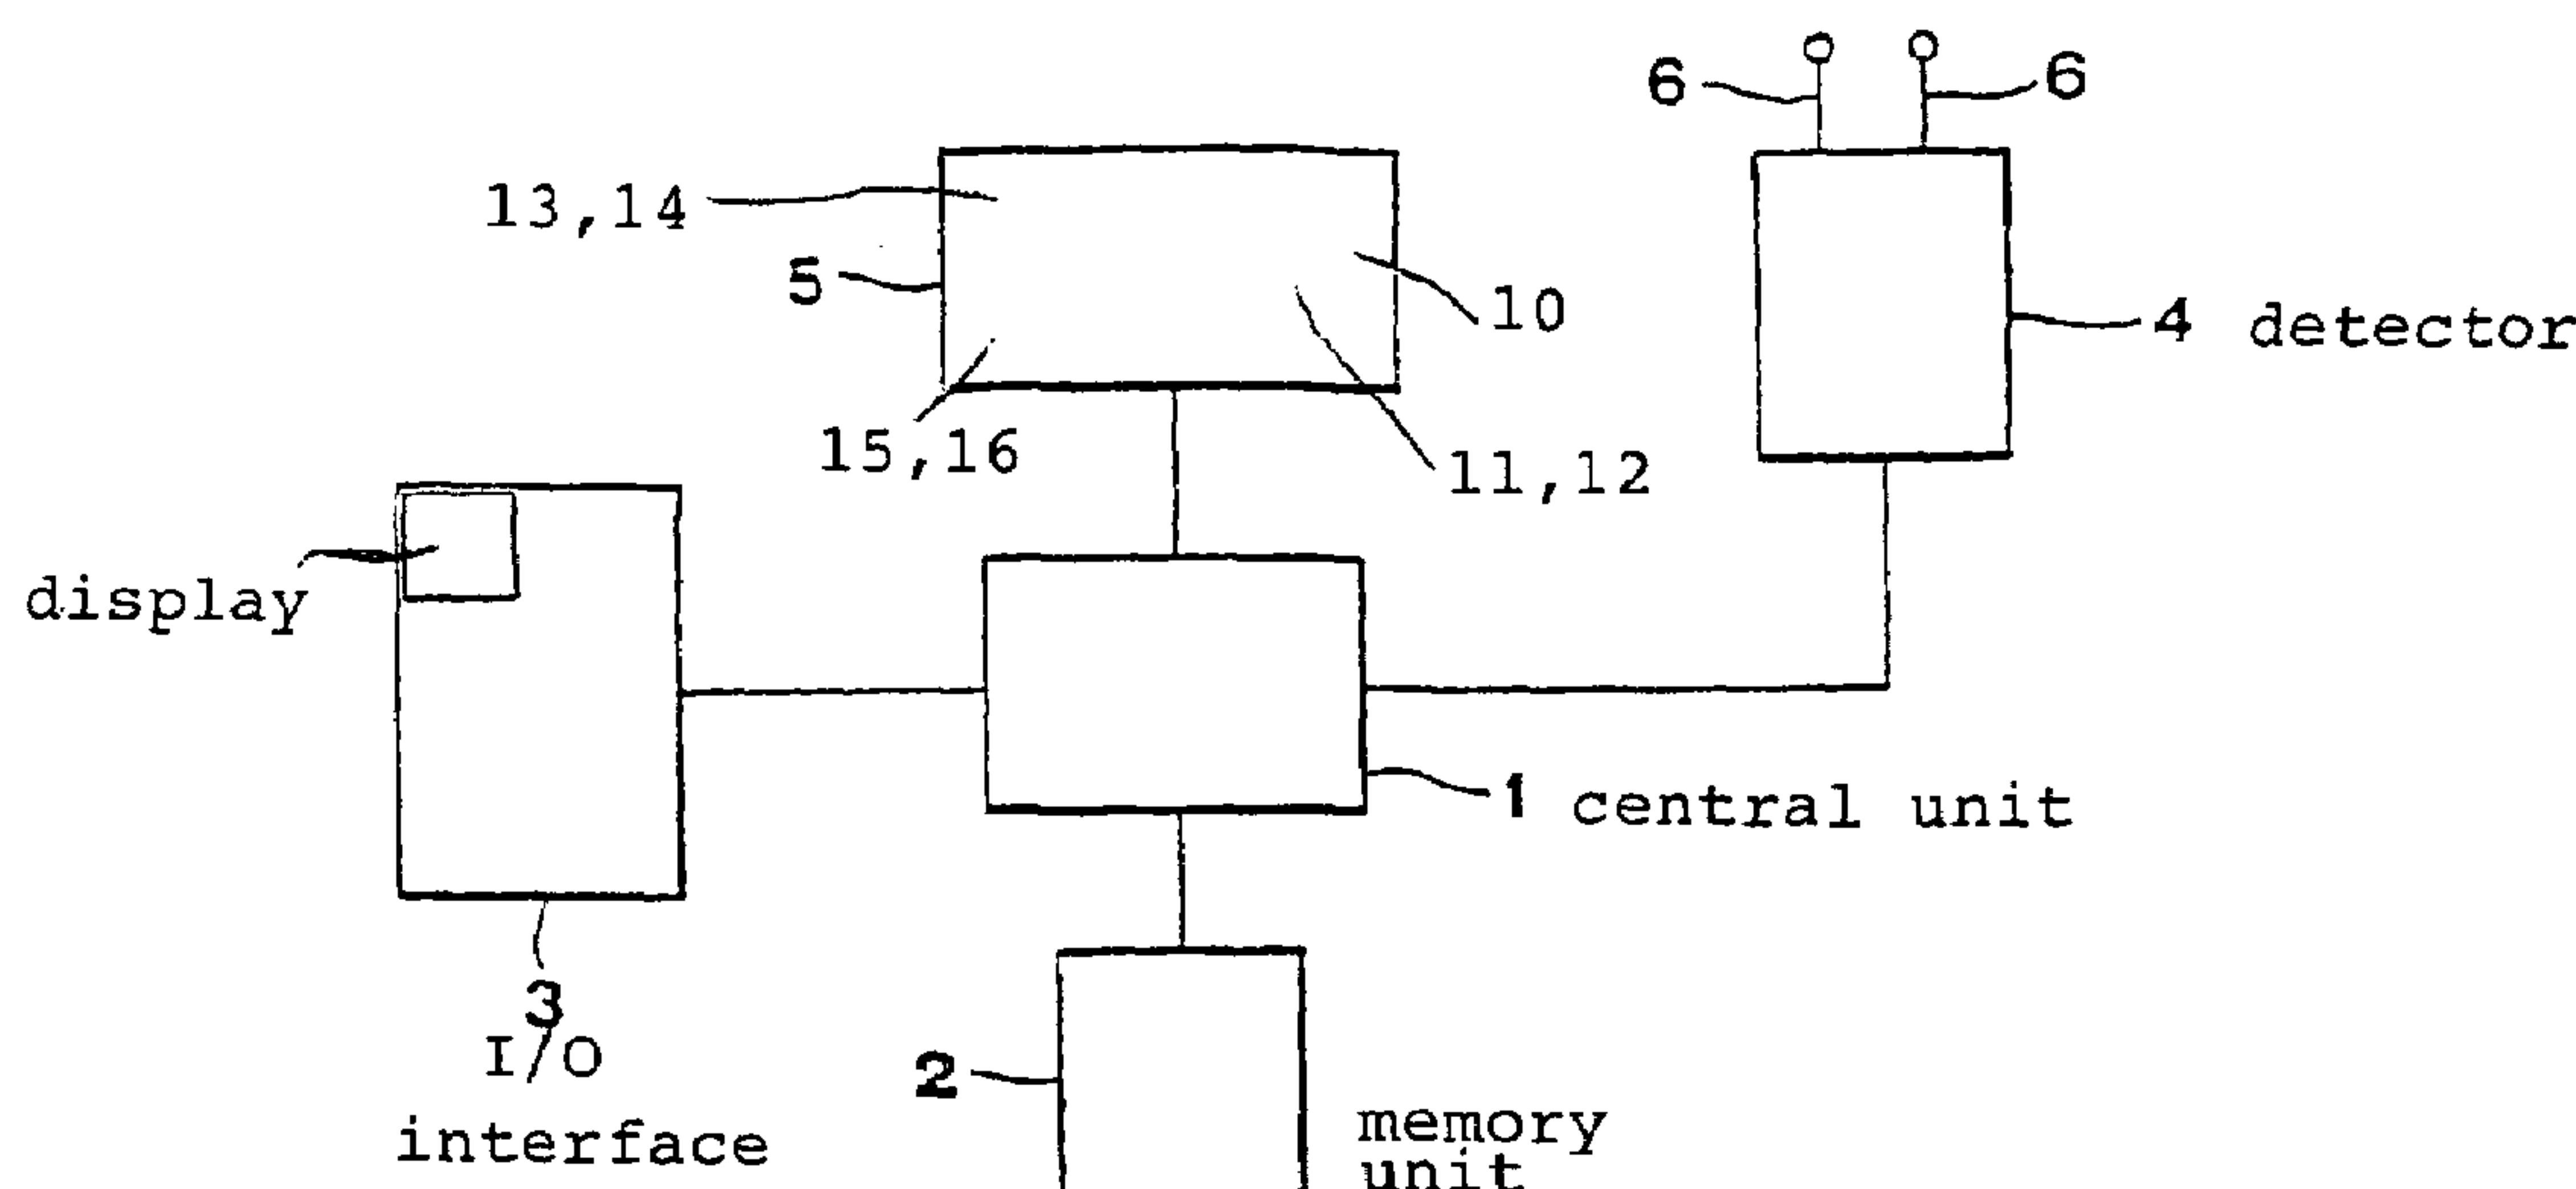 6
6
13,14
5
10
4 detector
15,16
11,12
display
1 central unit
3
I/O
interface
2
memory
unit